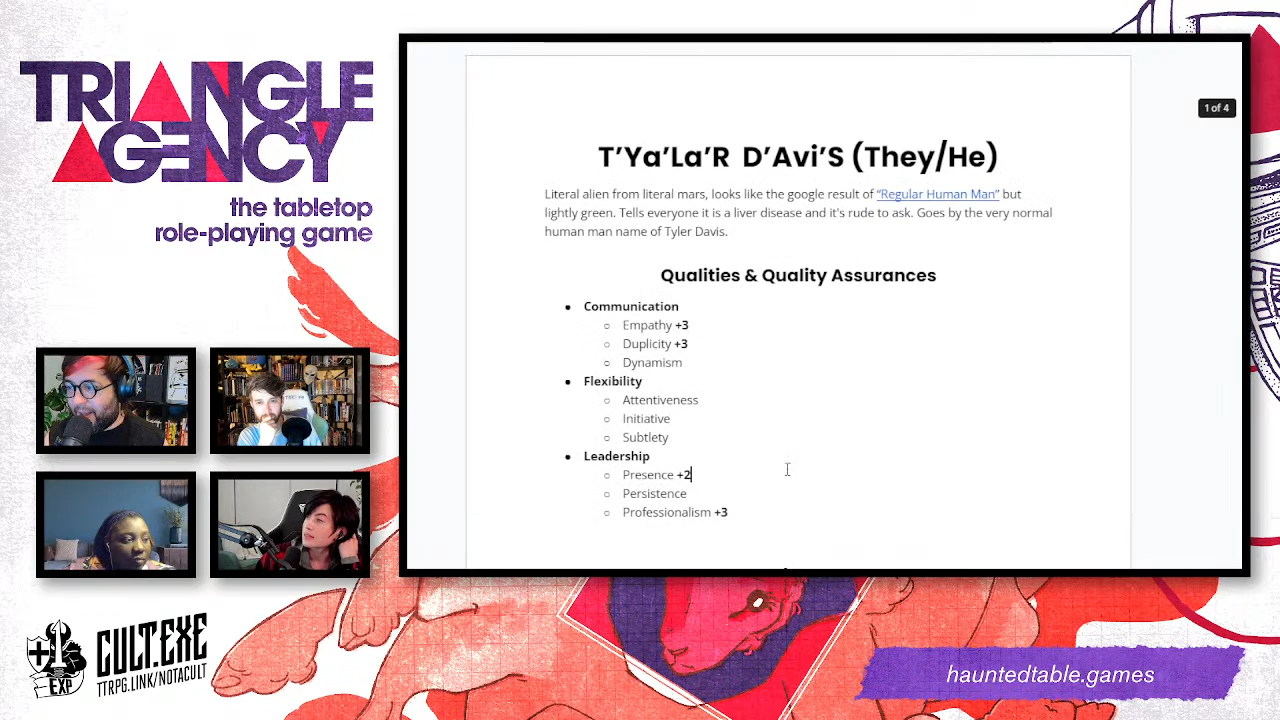 TRIANGLE
AGENCY
the tabletop
role-playing game
1 of 4
T’Ya’La’R D’Avi’S (They/He)
Literal alien from literal mars, looks like the google result of “Regular Human Man” but
lightly green. Tells everyone it is a liver disease and it's rude to ask. Goes by the very normal
human man name of Tyler Davis.
Qualities & Quality Assurances
● Communication
○ Empathy +3
○ Duplicity +3
○ Dynamism
● Flexibility
○ Attentiveness
○ Initiative
○ Subtlety
● Leadership
○ Presence +2
○ Persistence
○ Professionalism +3
+1
EXP
CULT.EXE
TTRPG.LINK/NOTACULT
hauntedtable.games